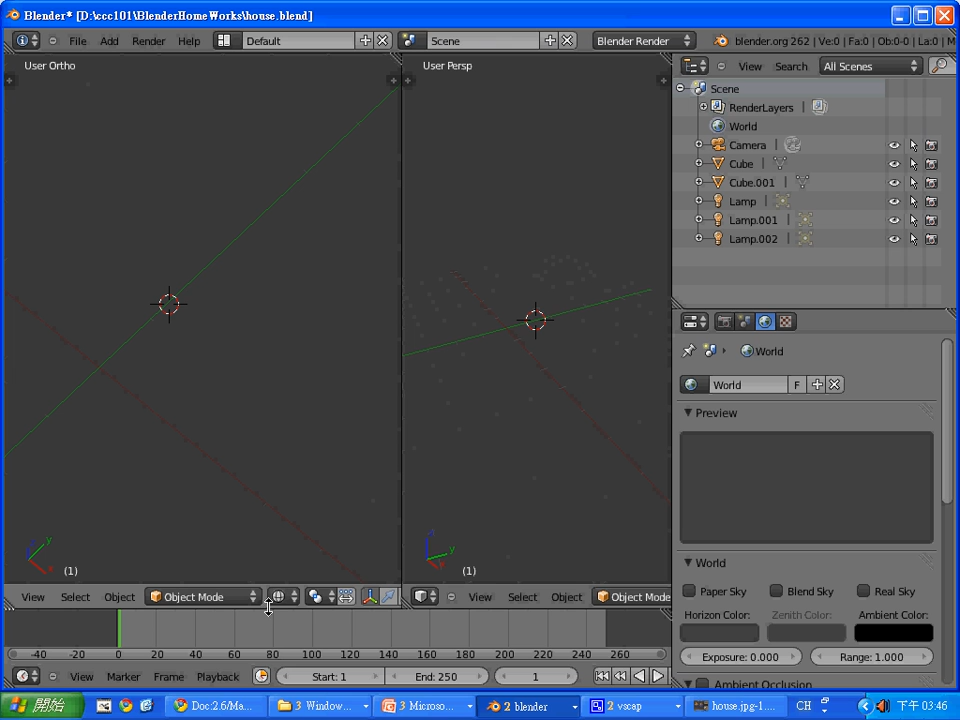 Blender* [D:\ccc101\BlenderHomeWorks\house.blend]
File Add Render Help Default Scene Blender Render blender.org 262 | Ve:0 | Fa:0 | Ob:0-0 | La:0 | M
User Ortho
User Persp
View Search All Scenes
Scene
RenderLayers
World
Camera
Cube
Cube.001
Lamp
Lamp.001
Lamp.002
World
World F
Preview
World
Paper Sky Blend Sky Real Sky
Horizon Color: Zenith Color: Ambient Color:
Exposure: 0.000 Range: 1.000
Ambient Occlusion
(1)
(1)
View Select Object Object Mode
View Select Object Object Mode
-40 -20 0 20 40 60 80 100 120 140 160 180 200 220 240 260
View Marker Frame Playback Start: 1 End: 250 1
開始 Doc:2.6/Ma... 3 Window... 3 Microso... 2 blender 2 vscap house.jpg-1... CH 下午 03:46